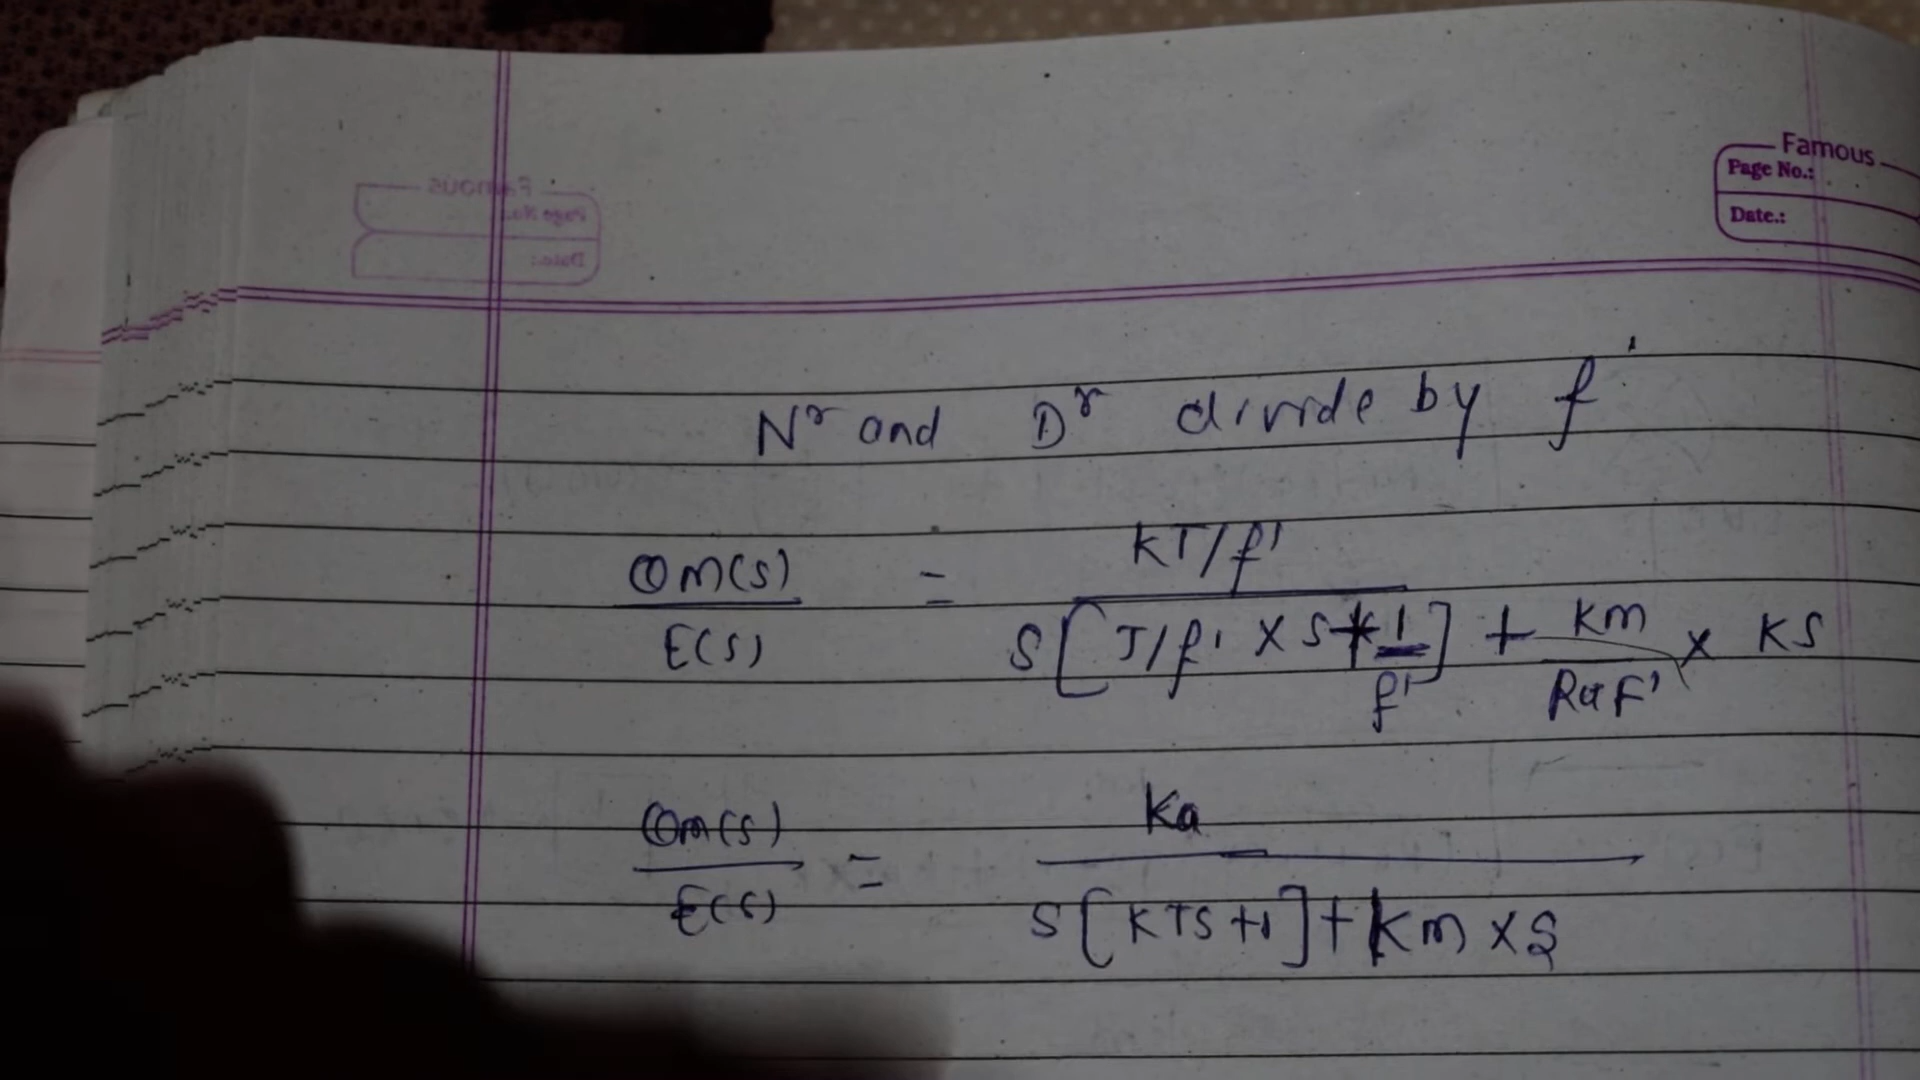 Famous
Page No.:
Date.:
Nʳ and Dʳ divide by f'
θm(s) / E(s) = KT/f' / S[J/f' × S + 1/f'] + Km/RaF' × KS
θm(s) / E(s) = Ka / S[KTS+1] + Km × S